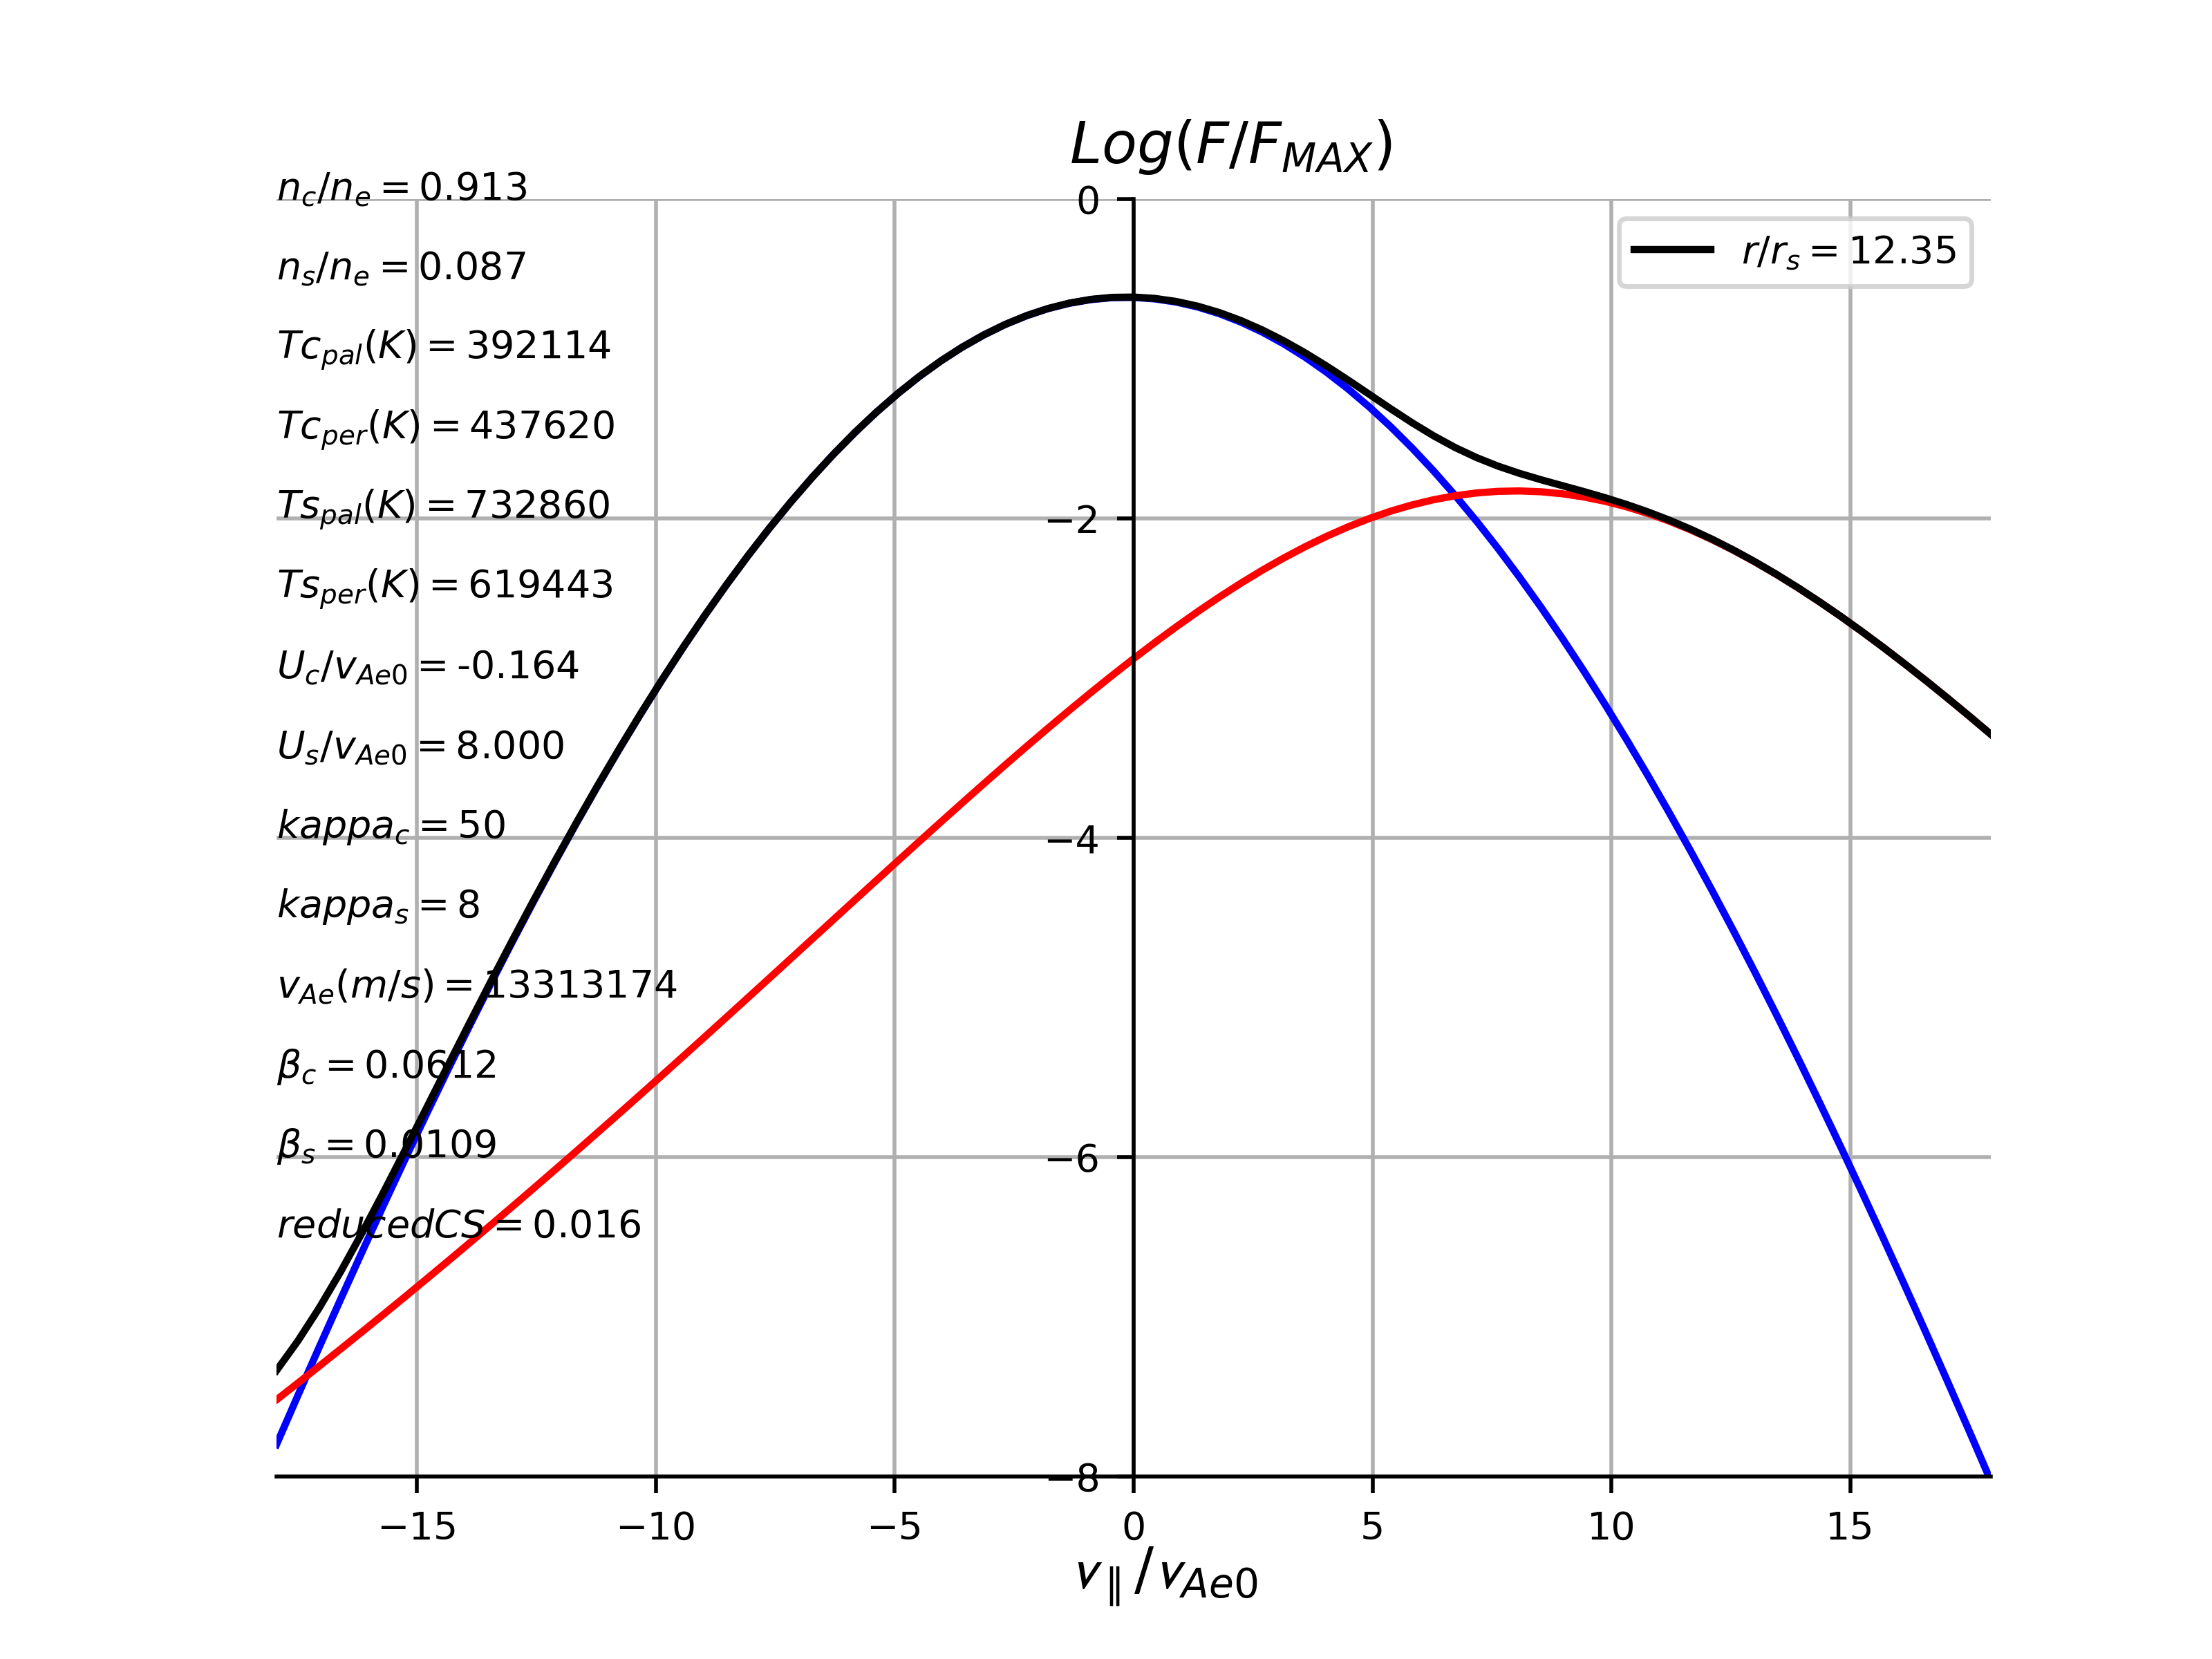 Log(F/F_MAX)
n_c/n_e = 0.913
n_s/n_e = 0.087
Tc_pal(K) = 392114
Tc_per(K) = 437620
Ts_pal(K) = 732860
Ts_per(K) = 619443
U_c/v_Ae0 = -0.164
U_s/v_Ae0 = 8.000
kappa_c = 50
kappa_s = 8
v_Ae(m/s) = 13313174
β_c = 0.0612
β_s = 0.0109
reducedCS = 0.016
0
−2
−4
−6
−8
r/r_s = 12.35
−15 −10 −5 0 5 10 15
v_∥/v_Ae0